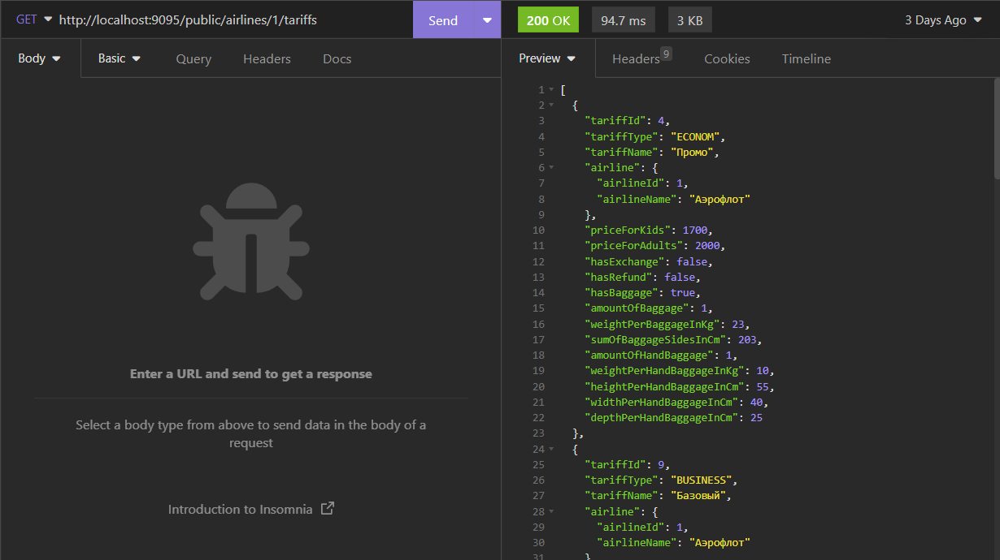 GET http://localhost:9095/public/airlines/1/tariffs Send 200 OK 94.7 ms 3 KB 3 Days Ago
Body Basic Query Headers Docs
Preview Headers 9 Cookies Timeline
Enter a URL and send to get a response
Select a body type from above to send data in the body of a
request
Introduction to Insomnia
1 [
2 {
3 "tariffId": 4,
4 "tariffType": "ECONOM",
5 "tariffName": "Промо",
6 "airline": {
7 "airlineId": 1,
8 "airlineName": "Аэрофлот"
9 },
10 "priceForKids": 1700,
11 "priceForAdults": 2000,
12 "hasExchange": false,
13 "hasRefund": false,
14 "hasBaggage": true,
15 "amountOfBaggage": 1,
16 "weightPerBaggageInKg": 23,
17 "sumOfBaggageSidesInCm": 203,
18 "amountOfHandBaggage": 1,
19 "weightPerHandBaggageInKg": 10,
20 "heightPerHandBaggageInCm": 55,
21 "widthPerHandBaggageInCm": 40,
22 "depthPerHandBaggageInCm": 25
23 },
24 {
25 "tariffId": 9,
26 "tariffType": "BUSINESS",
27 "tariffName": "Базовый",
28 "airline": {
29 "airlineId": 1,
30 "airlineName": "Аэрофлот"
31 }